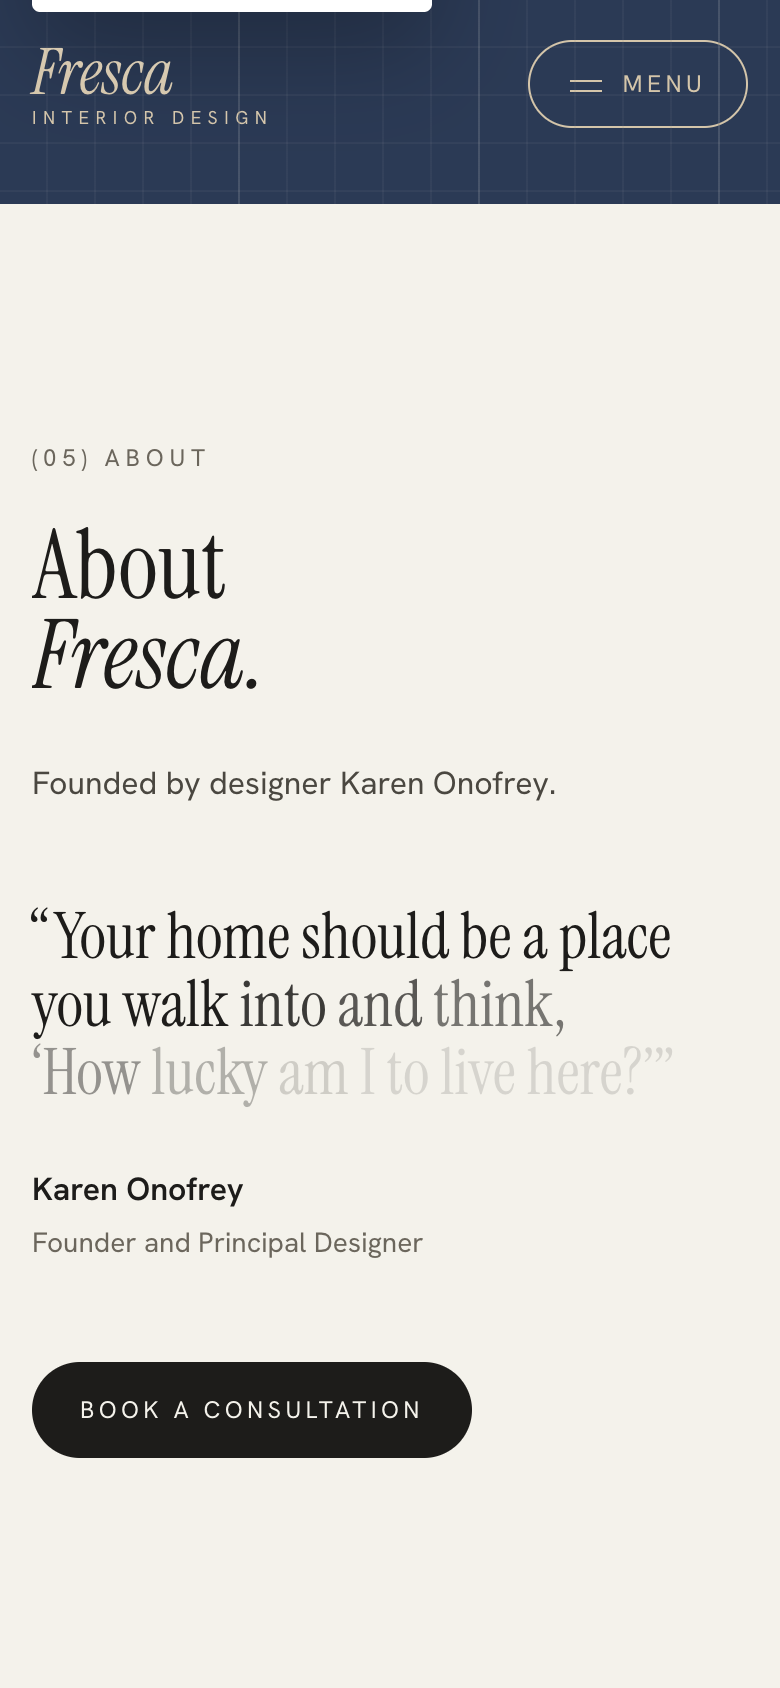 Fresca
INTERIOR DESIGN
MENU
(05) ABOUT
About
Fresca.
Founded by designer Karen Onofrey.
“Your home should be a place
you walk into and think,
‘How lucky am I to live here?’”
Karen Onofrey
Founder and Principal Designer
BOOK A CONSULTATION